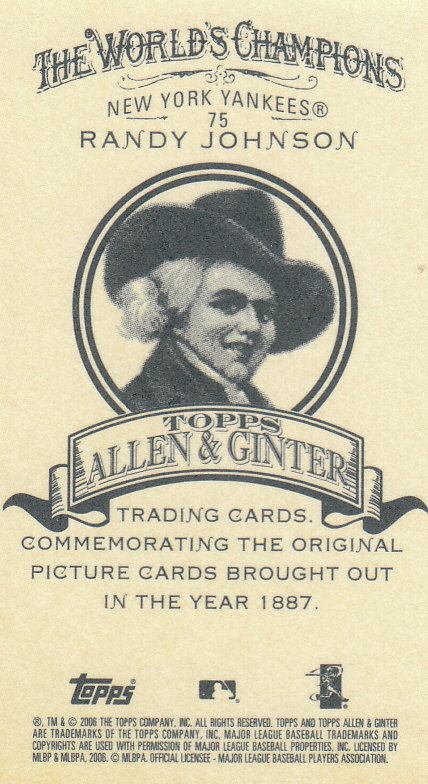 THE WORLD'S CHAMPIONS
NEW YORK YANKEES®
75
RANDY JOHNSON
TOPPS
ALLEN & GINTER
TRADING CARDS.
COMMEMORATING THE ORIGINAL
PICTURE CARDS BROUGHT OUT
IN THE YEAR 1887.
topps®
®, TM & © 2006 THE TOPPS COMPANY, INC. ALL RIGHTS RESERVED. TOPPS AND TOPPS ALLEN & GINTER
ARE TRADEMARKS OF THE TOPPS COMPANY, INC. MAJOR LEAGUE BASEBALL TRADEMARKS AND
COPYRIGHTS ARE USED WITH PERMISSION OF MAJOR LEAGUE BASEBALL PROPERTIES, INC. LICENSED BY
MLBP & MLBPA, 2006. © MLBPA. OFFICIAL LICENSEE - MAJOR LEAGUE BASEBALL PLAYERS ASSOCIATION.